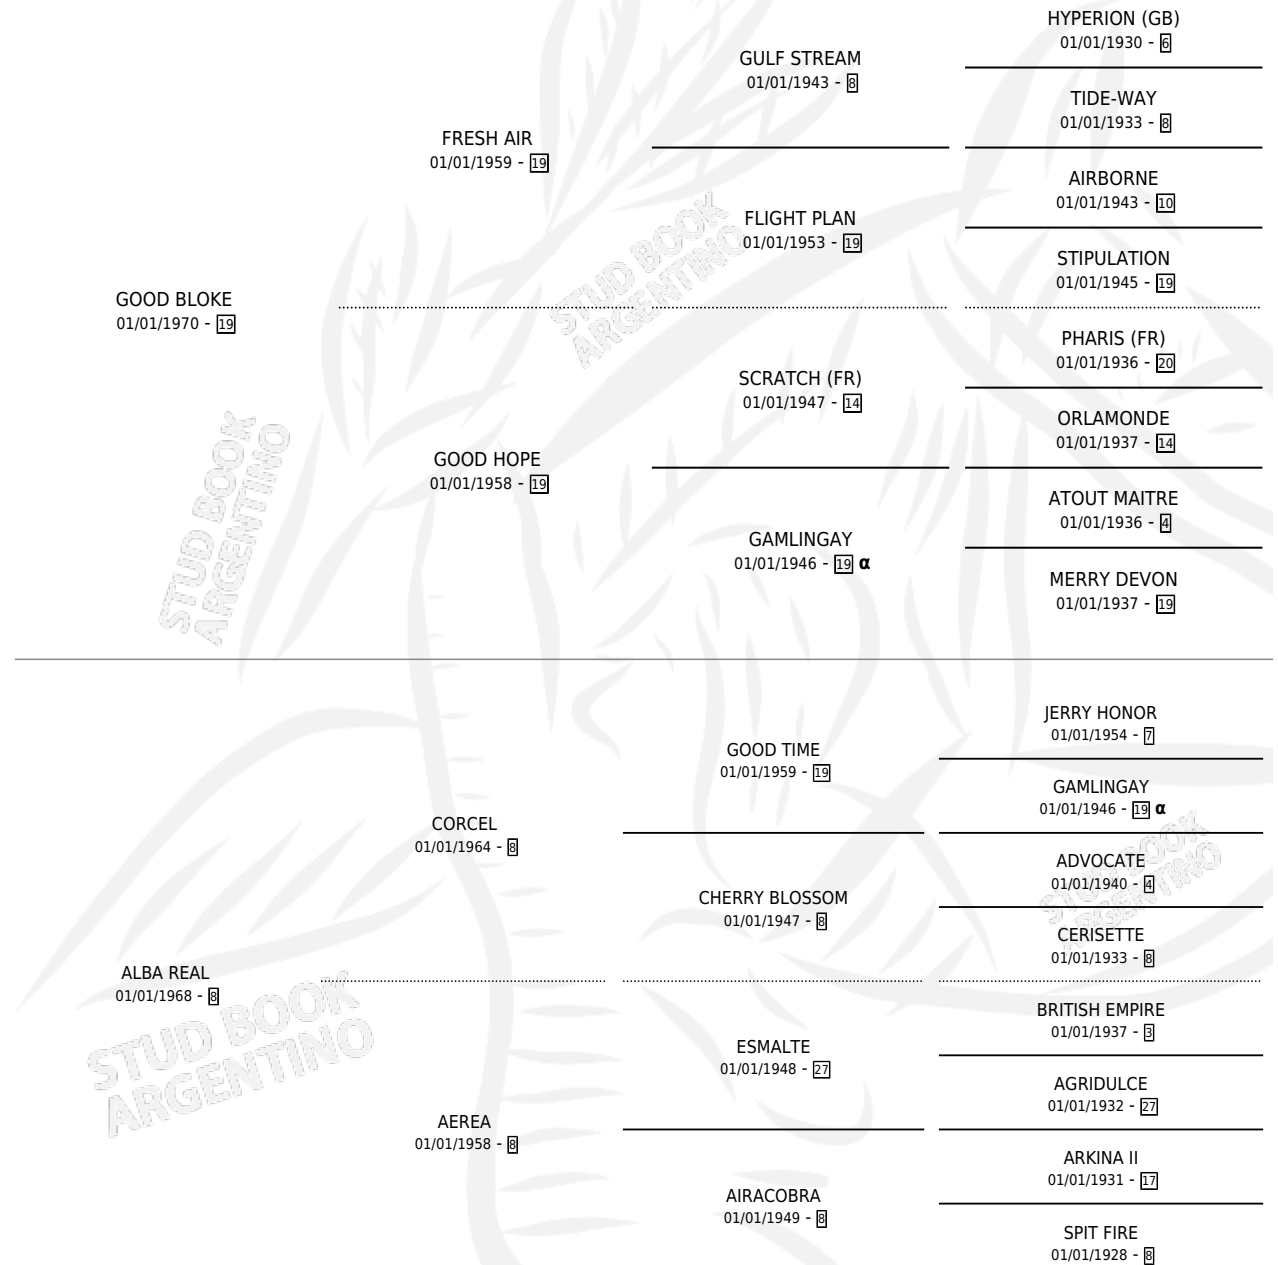 HYPERION (GB)
01/01/1930 - 6
GULF STREAM
01/01/1943 - 8
TIDE-WAY
01/01/1933 - 8
FRESH AIR
01/01/1959 - 19
AIRBORNE
01/01/1943 - 10
FLIGHT PLAN
01/01/1953 - 19
STIPULATION
01/01/1945 - 19
GOOD BLOKE
01/01/1970 - 19
PHARIS (FR)
01/01/1936 - 20
SCRATCH (FR)
01/01/1947 - 14
ORLAMONDE
01/01/1937 - 14
GOOD HOPE
01/01/1958 - 19
ATOUT MAITRE
01/01/1936 - 4
GAMLINGAY
01/01/1946 - 19 α
MERRY DEVON
01/01/1937 - 19
JERRY HONOR
01/01/1954 - 7
GOOD TIME
01/01/1959 - 19
GAMLINGAY
01/01/1946 - 19 α
CORCEL
01/01/1964 - 8
ADVOCATE
01/01/1940 - 4
CHERRY BLOSSOM
01/01/1947 - 8
CERISETTE
01/01/1933 - 8
ALBA REAL
01/01/1968 - 8
BRITISH EMPIRE
01/01/1937 - 3
ESMALTE
01/01/1948 - 27
AGRIDULCE
01/01/1932 - 27
AEREA
01/01/1958 - 8
ARKINA II
01/01/1931 - 17
AIRACOBRA
01/01/1949 - 8
SPIT FIRE
01/01/1928 - 8
STUD BOOK
ARGENTINO
STUD BOOK
ARGENTINO
STUD BOOK
ARGENTINO
STUD BOOK
ARGENTINO